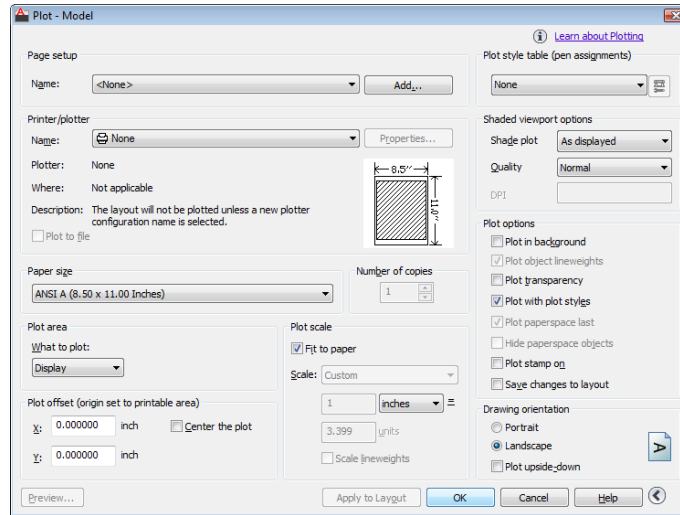 Plot - Model
Learn about Plotting
Page setup
Name: <None> Add...
Plot style table (pen assignments)
None
Printer/plotter
Name: None Properties...
Plotter: None
Where: Not applicable
Description: The layout will not be plotted unless a new plotter
configuration name is selected.
Plot to file
8.5″
11.0″
Shaded viewport options
Shade plot As displayed
Quality Normal
DPI
Paper size
ANSI A (8.50 x 11.00 Inches)
Number of copies
1
Plot options
Plot in background
Plot object lineweights
Plot transparency
Plot with plot styles
Plot paperspace last
Hide paperspace objects
Plot stamp on
Save changes to layout
Plot area
What to plot:
Display
Plot scale
Fit to paper
Scale: Custom
1 inches =
3.399 units
Scale lineweights
Plot offset (origin set to printable area)
X: 0.000000 inch Center the plot
Y: 0.000000 inch
Drawing orientation
Portrait
Landscape
Plot upside-down
A
Preview... Apply to Layout OK Cancel Help